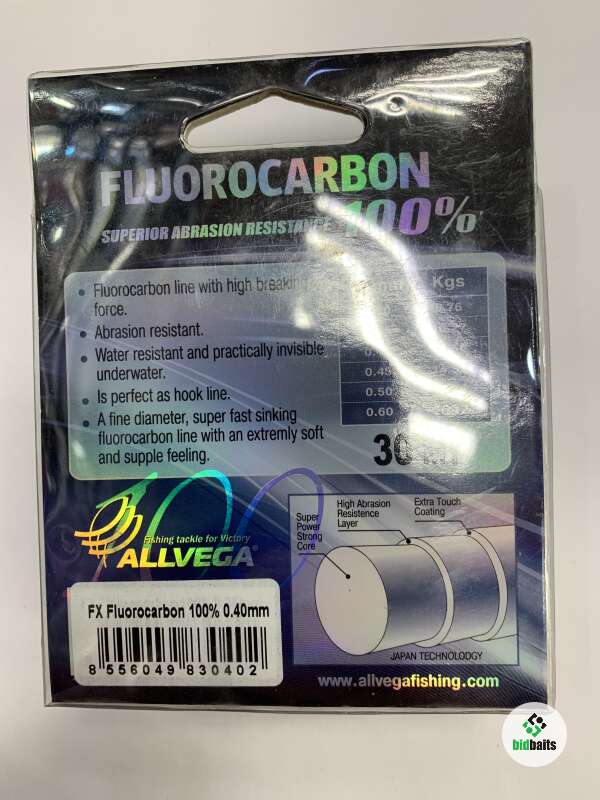 FLUOROCARBON
SUPERIOR ABRASION RESISTANCE 100%
• Fluorocarbon line with high breaking
force.
• Abrasion resistant.
• Water resistant and practically invisible
underwater.
• Is perfect as hook line.
• A fine diameter, super fast sinking
fluorocarbon line with an extremly soft
and supple feeling.
Kgs
0.50
0.60
Fishing tackle for Victory
ALLVEGA®
Super
Power
Strong
Core
High Abrasion
Resistence
Layer
Extra Touch
Coating
JAPAN TECHNOLODGY
FX Fluorocarbon 100% 0.40mm
8 556049 830402
www.allvegafishing.com
bidbaits